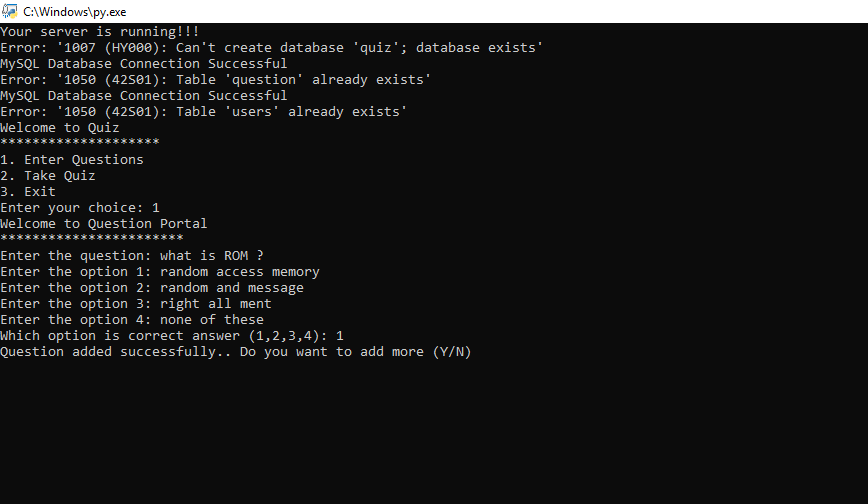 C:\Windows\py.exe
Your server is running!!!
Error: '1007 (HY000): Can't create database 'quiz'; database exists'
MySQL Database Connection Successful
Error: '1050 (42S01): Table 'question' already exists'
MySQL Database Connection Successful
Error: '1050 (42S01): Table 'users' already exists'
Welcome to Quiz
********************
1. Enter Questions
2. Take Quiz
3. Exit
Enter your choice: 1
Welcome to Question Portal
***********************
Enter the question: what is ROM ?
Enter the option 1: random access memory
Enter the option 2: random and message
Enter the option 3: right all ment
Enter the option 4: none of these
Which option is correct answer (1,2,3,4): 1
Question added successfully.. Do you want to add more (Y/N)